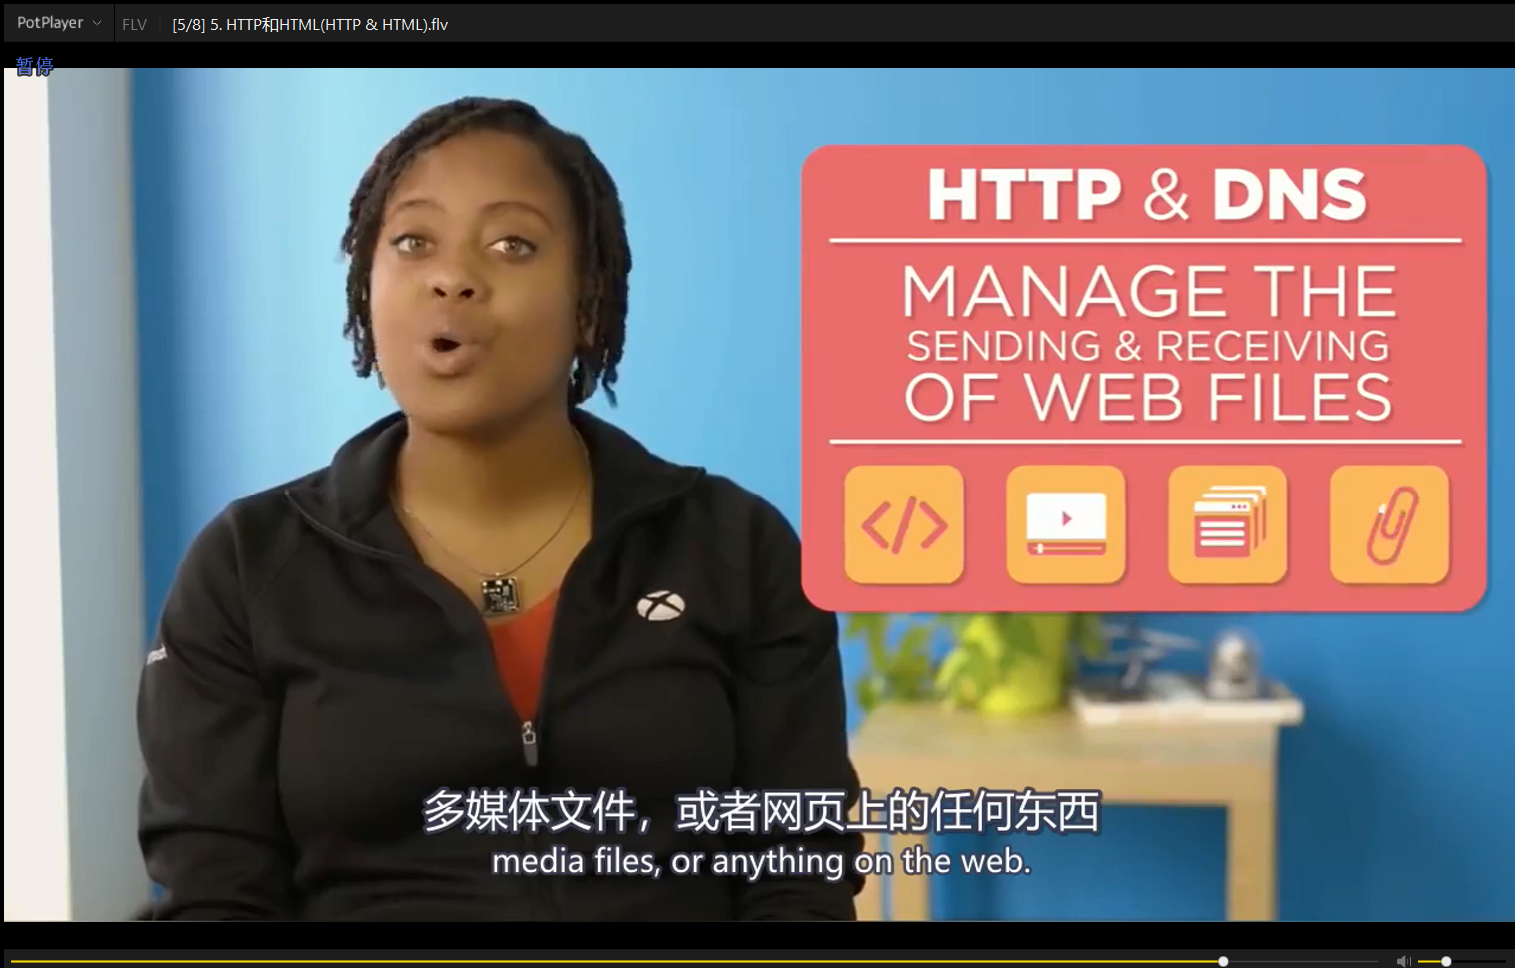 PotPlayer
FLV
[5/8] 5. HTTP和HTML(HTTP & HTML).flv
暂停
HTTP & DNS
MANAGE THE
SENDING & RECEIVING
OF WEB FILES
</>
多媒体文件，或者网页上的任何东西
media files, or anything on the web.